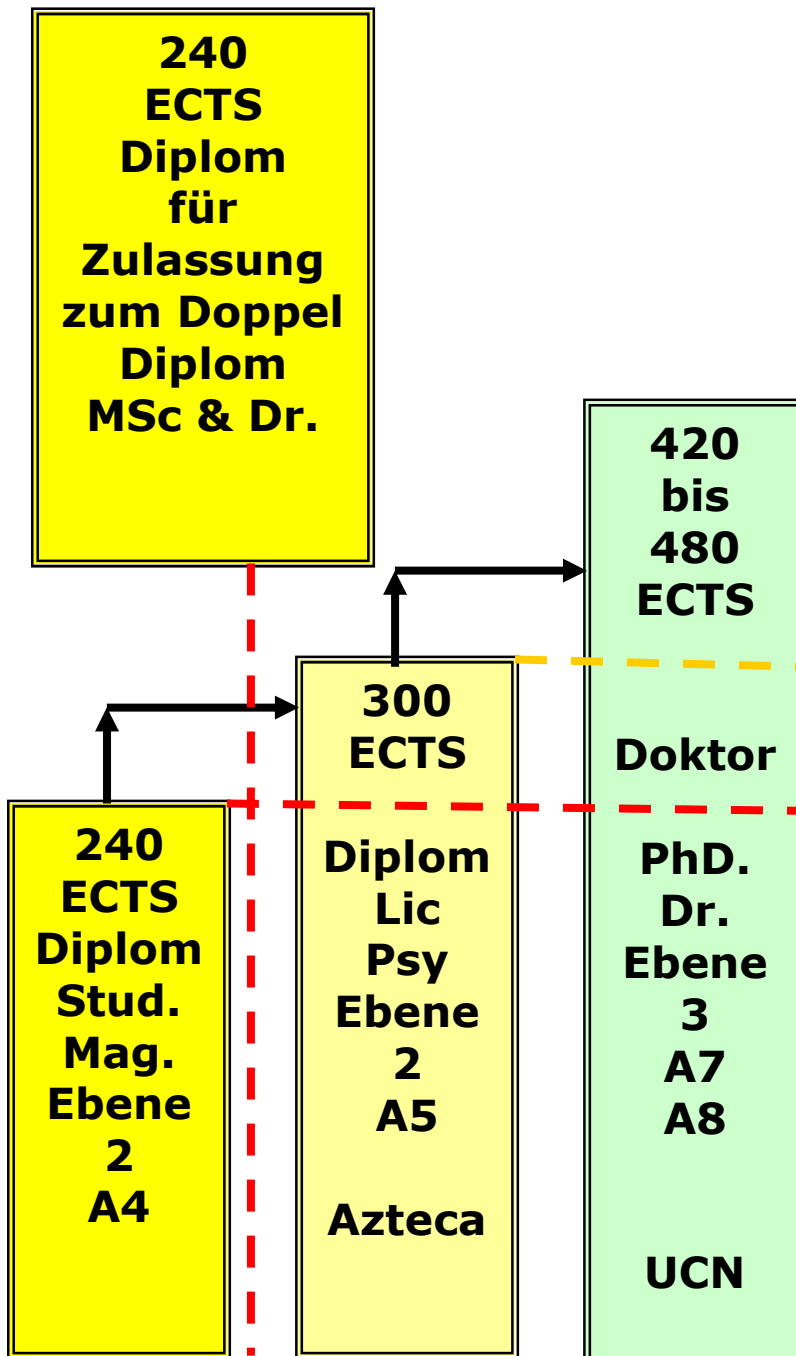 240
ECTS
Diplom
für
Zulassung
zum Doppel
Diplom
MSc & Dr.
240
ECTS
Diplom
Stud.
Mag.
Ebene
2
A4
300
ECTS
Diplom
Lic
Psy
Ebene
2
A5
Azteca
420
bis
480
ECTS
Doktor
PhD.
Dr.
Ebene
3
A7
A8
UCN